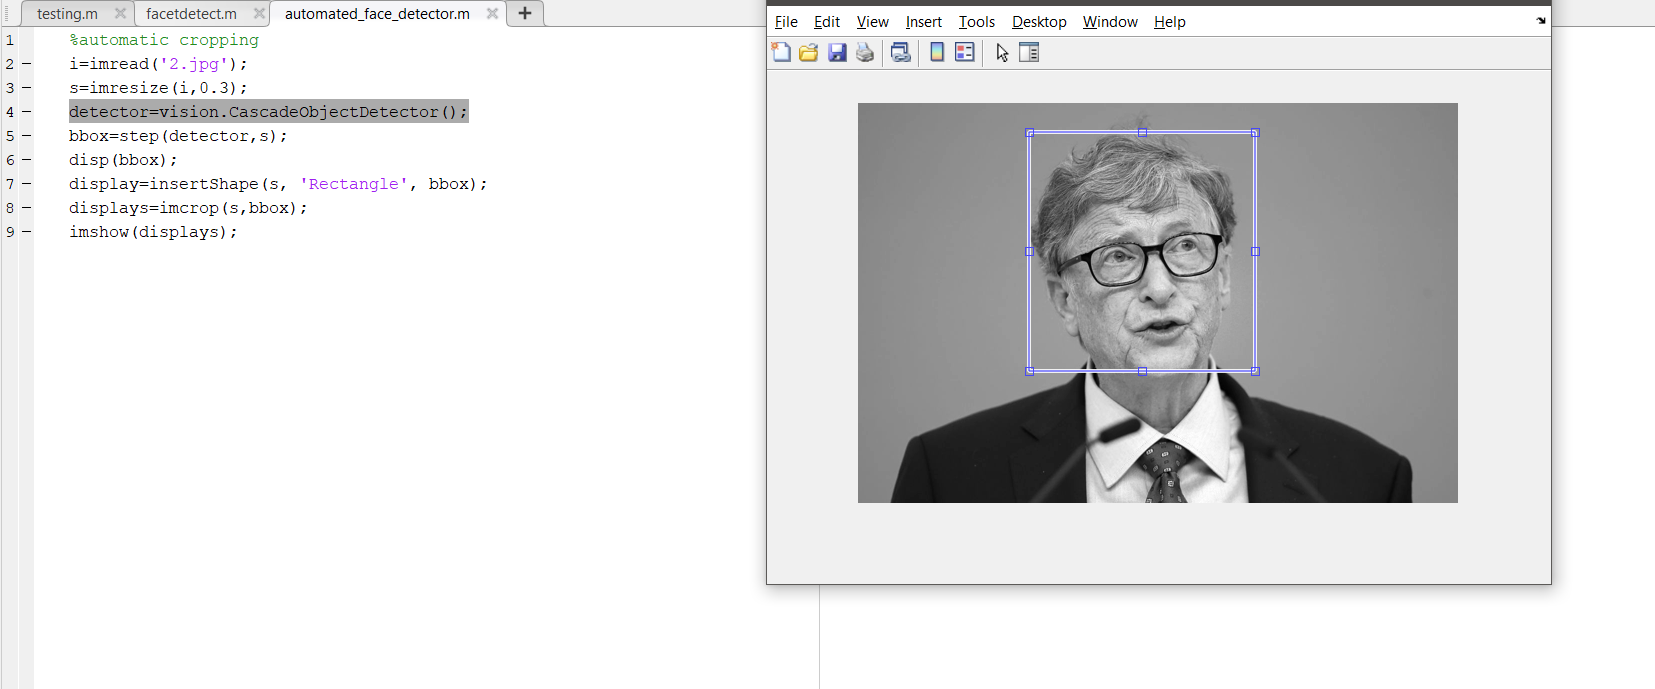 testing.m
facetdetect.m
automated_face_detector.m
1 %automatic cropping
2 i=imread('2.jpg');
3 s=imresize(i,0.3);
4 detector=vision.CascadeObjectDetector();
5 bbox=step(detector,s);
6 disp(bbox);
7 display=insertShape(s, 'Rectangle', bbox);
8 displays=imcrop(s,bbox);
9 imshow(displays);
File Edit View Insert Tools Desktop Window Help